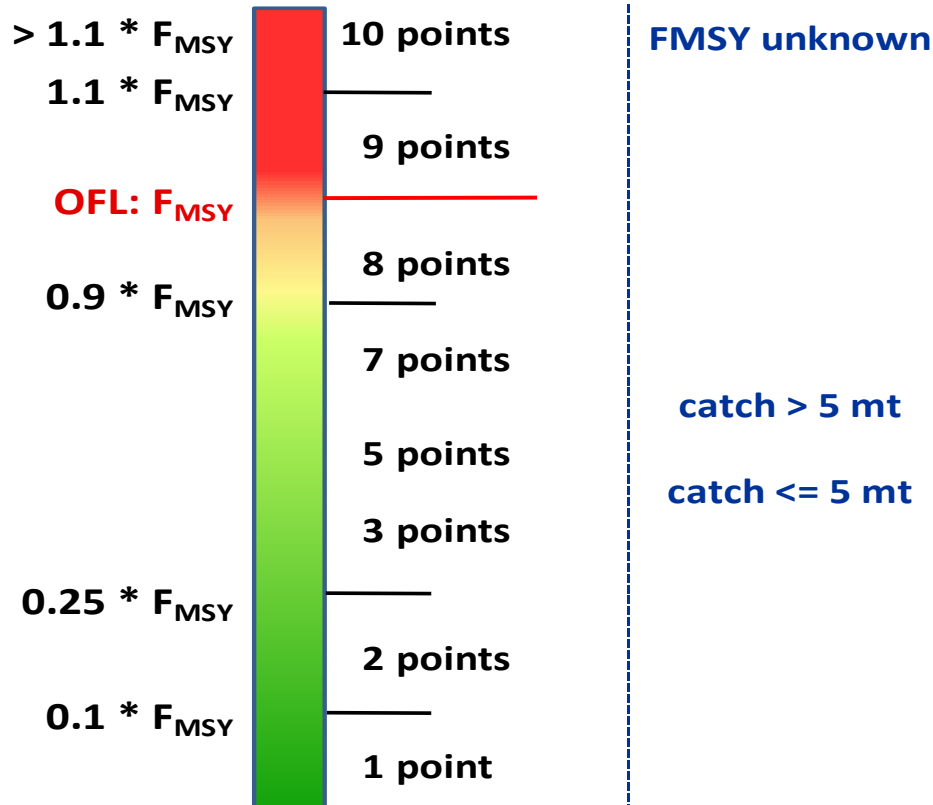 > 1.1 * FMSY 10 points
FMSY unknown
1.1 * FMSY
9 points
OFL: FMSY
8 points
0.9 * FMSY
7 points
catch > 5 mt
5 points
catch <= 5 mt
3 points
0.25 * FMSY
2 points
0.1 * FMSY
1 point